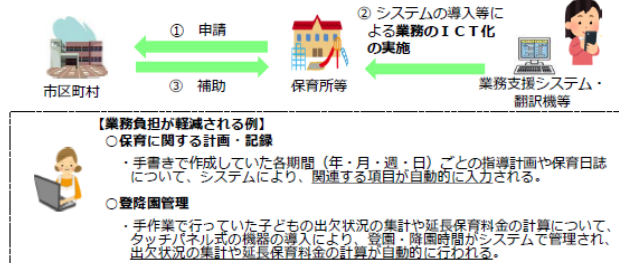 ① 申請
② システムの導入等に
よる業務のＩＣＴ化
の実施
③ 補助
市区町村
保育所等
業務支援システム・
翻訳機等
【業務負担が軽減される例】
○保育に関する計画・記録
・手書きで作成していた各期間（年・月・週・日）ごとの指導計画や保育日誌
について、システムにより、関連する項目が自動的に入力される。
○登降園管理
・手作業で行っていた子どもの出欠状況の集計や延長保育料金の計算について、
タッチパネル式の機器の導入により、登園・降園時間がシステムで管理され、
出欠状況の集計や延長保育料金の計算が自動的に行われる。